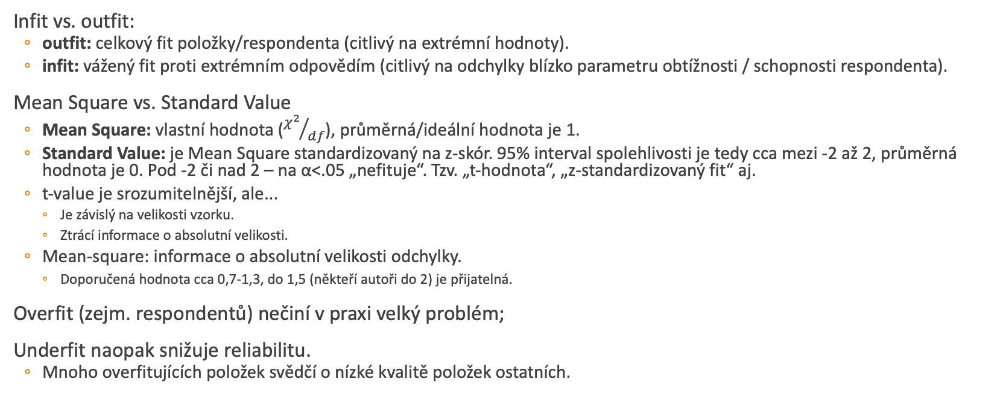 Infit vs. outfit:
◦ outfit: celkový fit položky/respondenta (citlivý na extrémní hodnoty).
◦ infit: vážený fit proti extrémním odpovědím (citlivý na odchylky blízko parametru obtížnosti / schopnosti respondenta).
Mean Square vs. Standard Value
◦ Mean Square: vlastní hodnota (χ²/df), průměrná/ideální hodnota je 1.
◦ Standard Value: je Mean Square standardizovaný na z-skór. 95% interval spolehlivosti je tedy cca mezi -2 až 2, průměrná
hodnota je 0. Pod -2 či nad 2 – na α<.05 „nefituje“. Tzv. „t-hodnota“, „z-standardizovaný fit“ aj.
◦ t-value je srozumitelnější, ale...
◦ Je závislý na velikosti vzorku.
◦ Ztrácí informace o absolutní velikosti.
◦ Mean-square: informace o absolutní velikosti odchylky.
◦ Doporučená hodnota cca 0,7-1,3, do 1,5 (někteří autoři do 2) je přijatelná.
Overfit (zejm. respondentů) nečiní v praxi velký problém;
Underfit naopak snižuje reliabilitu.
◦ Mnoho overfitujících položek svědčí o nízké kvalitě položek ostatních.